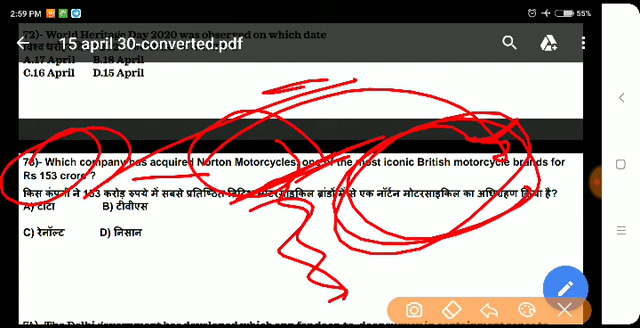 2:59 PM
55%
72)- World Heritage Day 2020 was observed on which date
15 april 30-converted.pdf
A.17 April B.18 April
C.16 April D.15 April
73)- Which company has acquired Norton Motorcycles, one of the most iconic British motorcycle brands for
Rs 153 crore ?
किस कंपनी ने 153 करोड़ रुपये में सबसे प्रतिष्ठित ब्रिटिश मोटरसाइकिल ब्रांडों में से एक नॉर्टन मोटरसाइकिल का अधिग्रहण किया है?
A) टाटा B) टीवीएस
C) रेनॉल्ट D) निसान